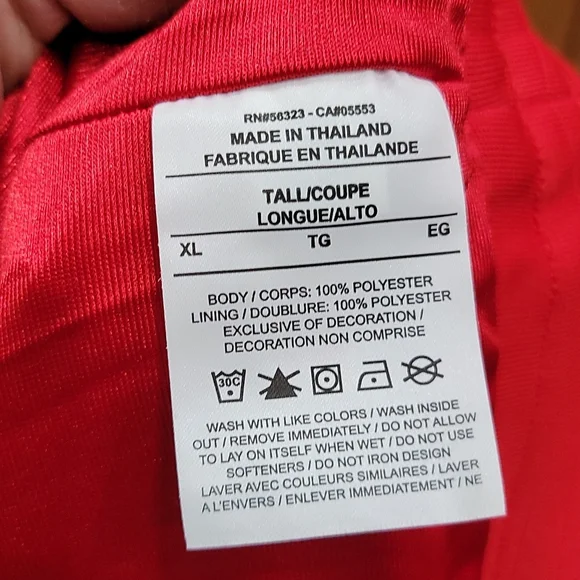 RN#56323 - CA#05553
MADE IN THAILAND
FABRIQUE EN THAILANDE
TALL/COUPE
LONGUE/ALTO
XL TG EG
BODY / CORPS: 100% POLYESTER
LINING / DOUBLURE: 100% POLYESTER
EXCLUSIVE OF DECORATION /
DECORATION NON COMPRISE
30C
WASH WITH LIKE COLORS / WASH INSIDE
OUT / REMOVE IMMEDIATELY / DO NOT ALLOW
TO LAY ON ITSELF WHEN WET / DO NOT USE
SOFTENERS / DO NOT IRON DESIGN
LAVER AVEC COULEURS SIMILAIRES / LAVER
A L'ENVERS / ENLEVER IMMEDIATEMENT / NE